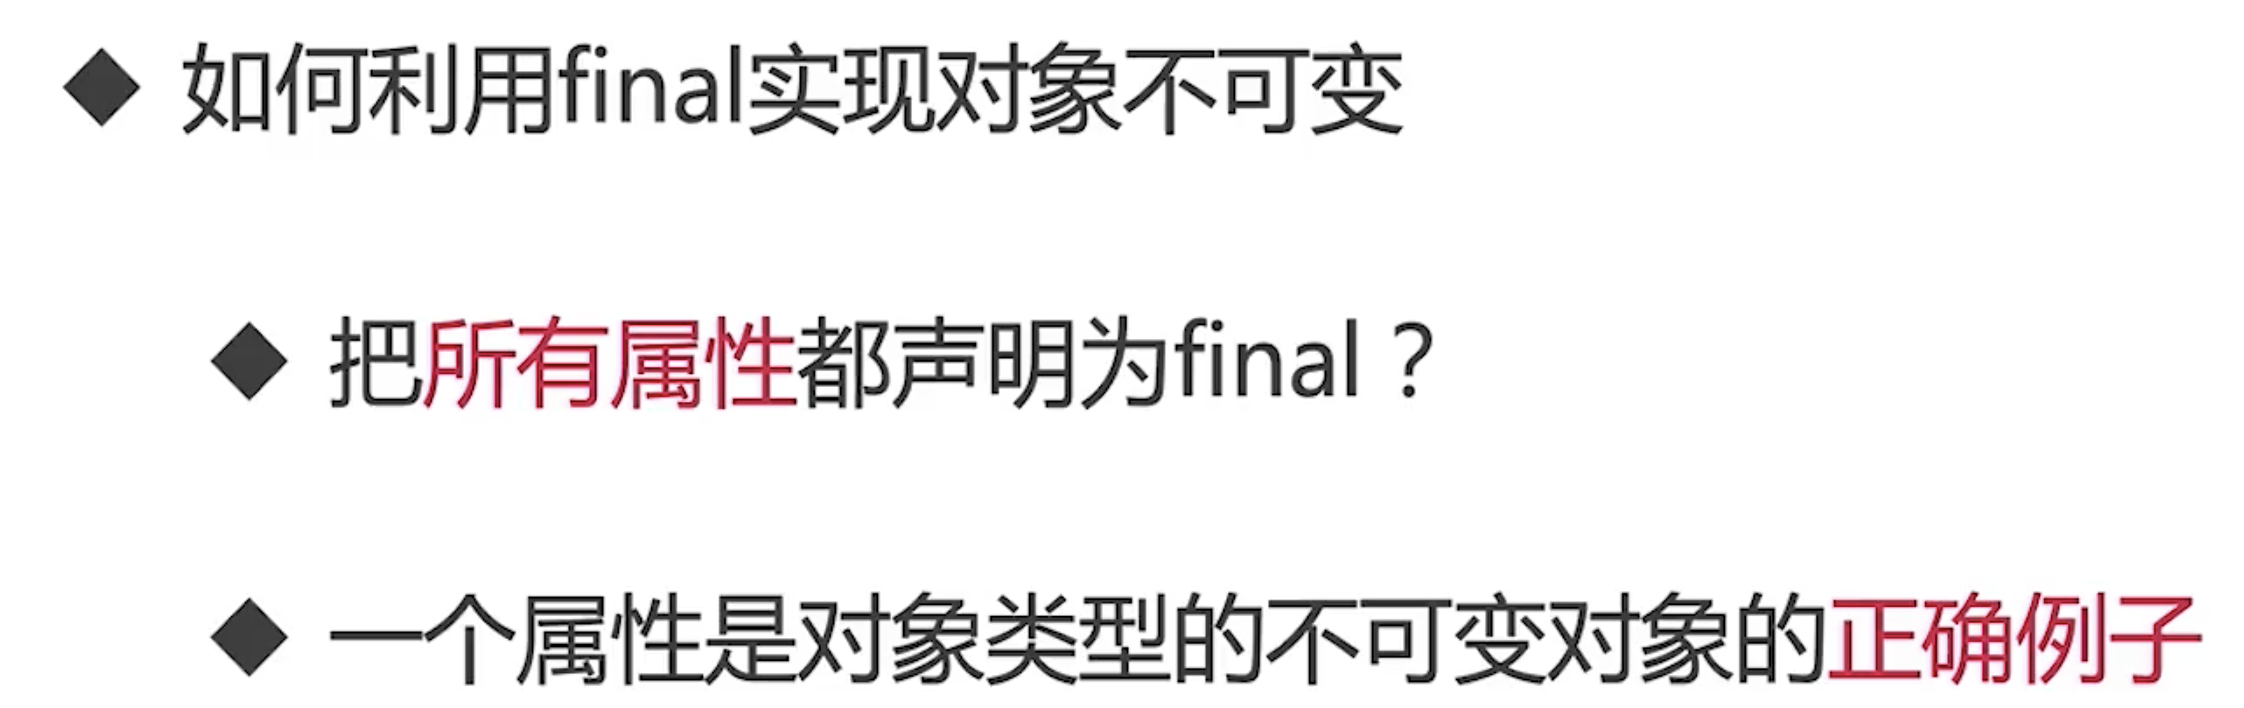 ◆ 如何利用final实现对象不可变
◆ 把所有属性都声明为final？
◆ 一个属性是对象类型的不可变对象的正确例子